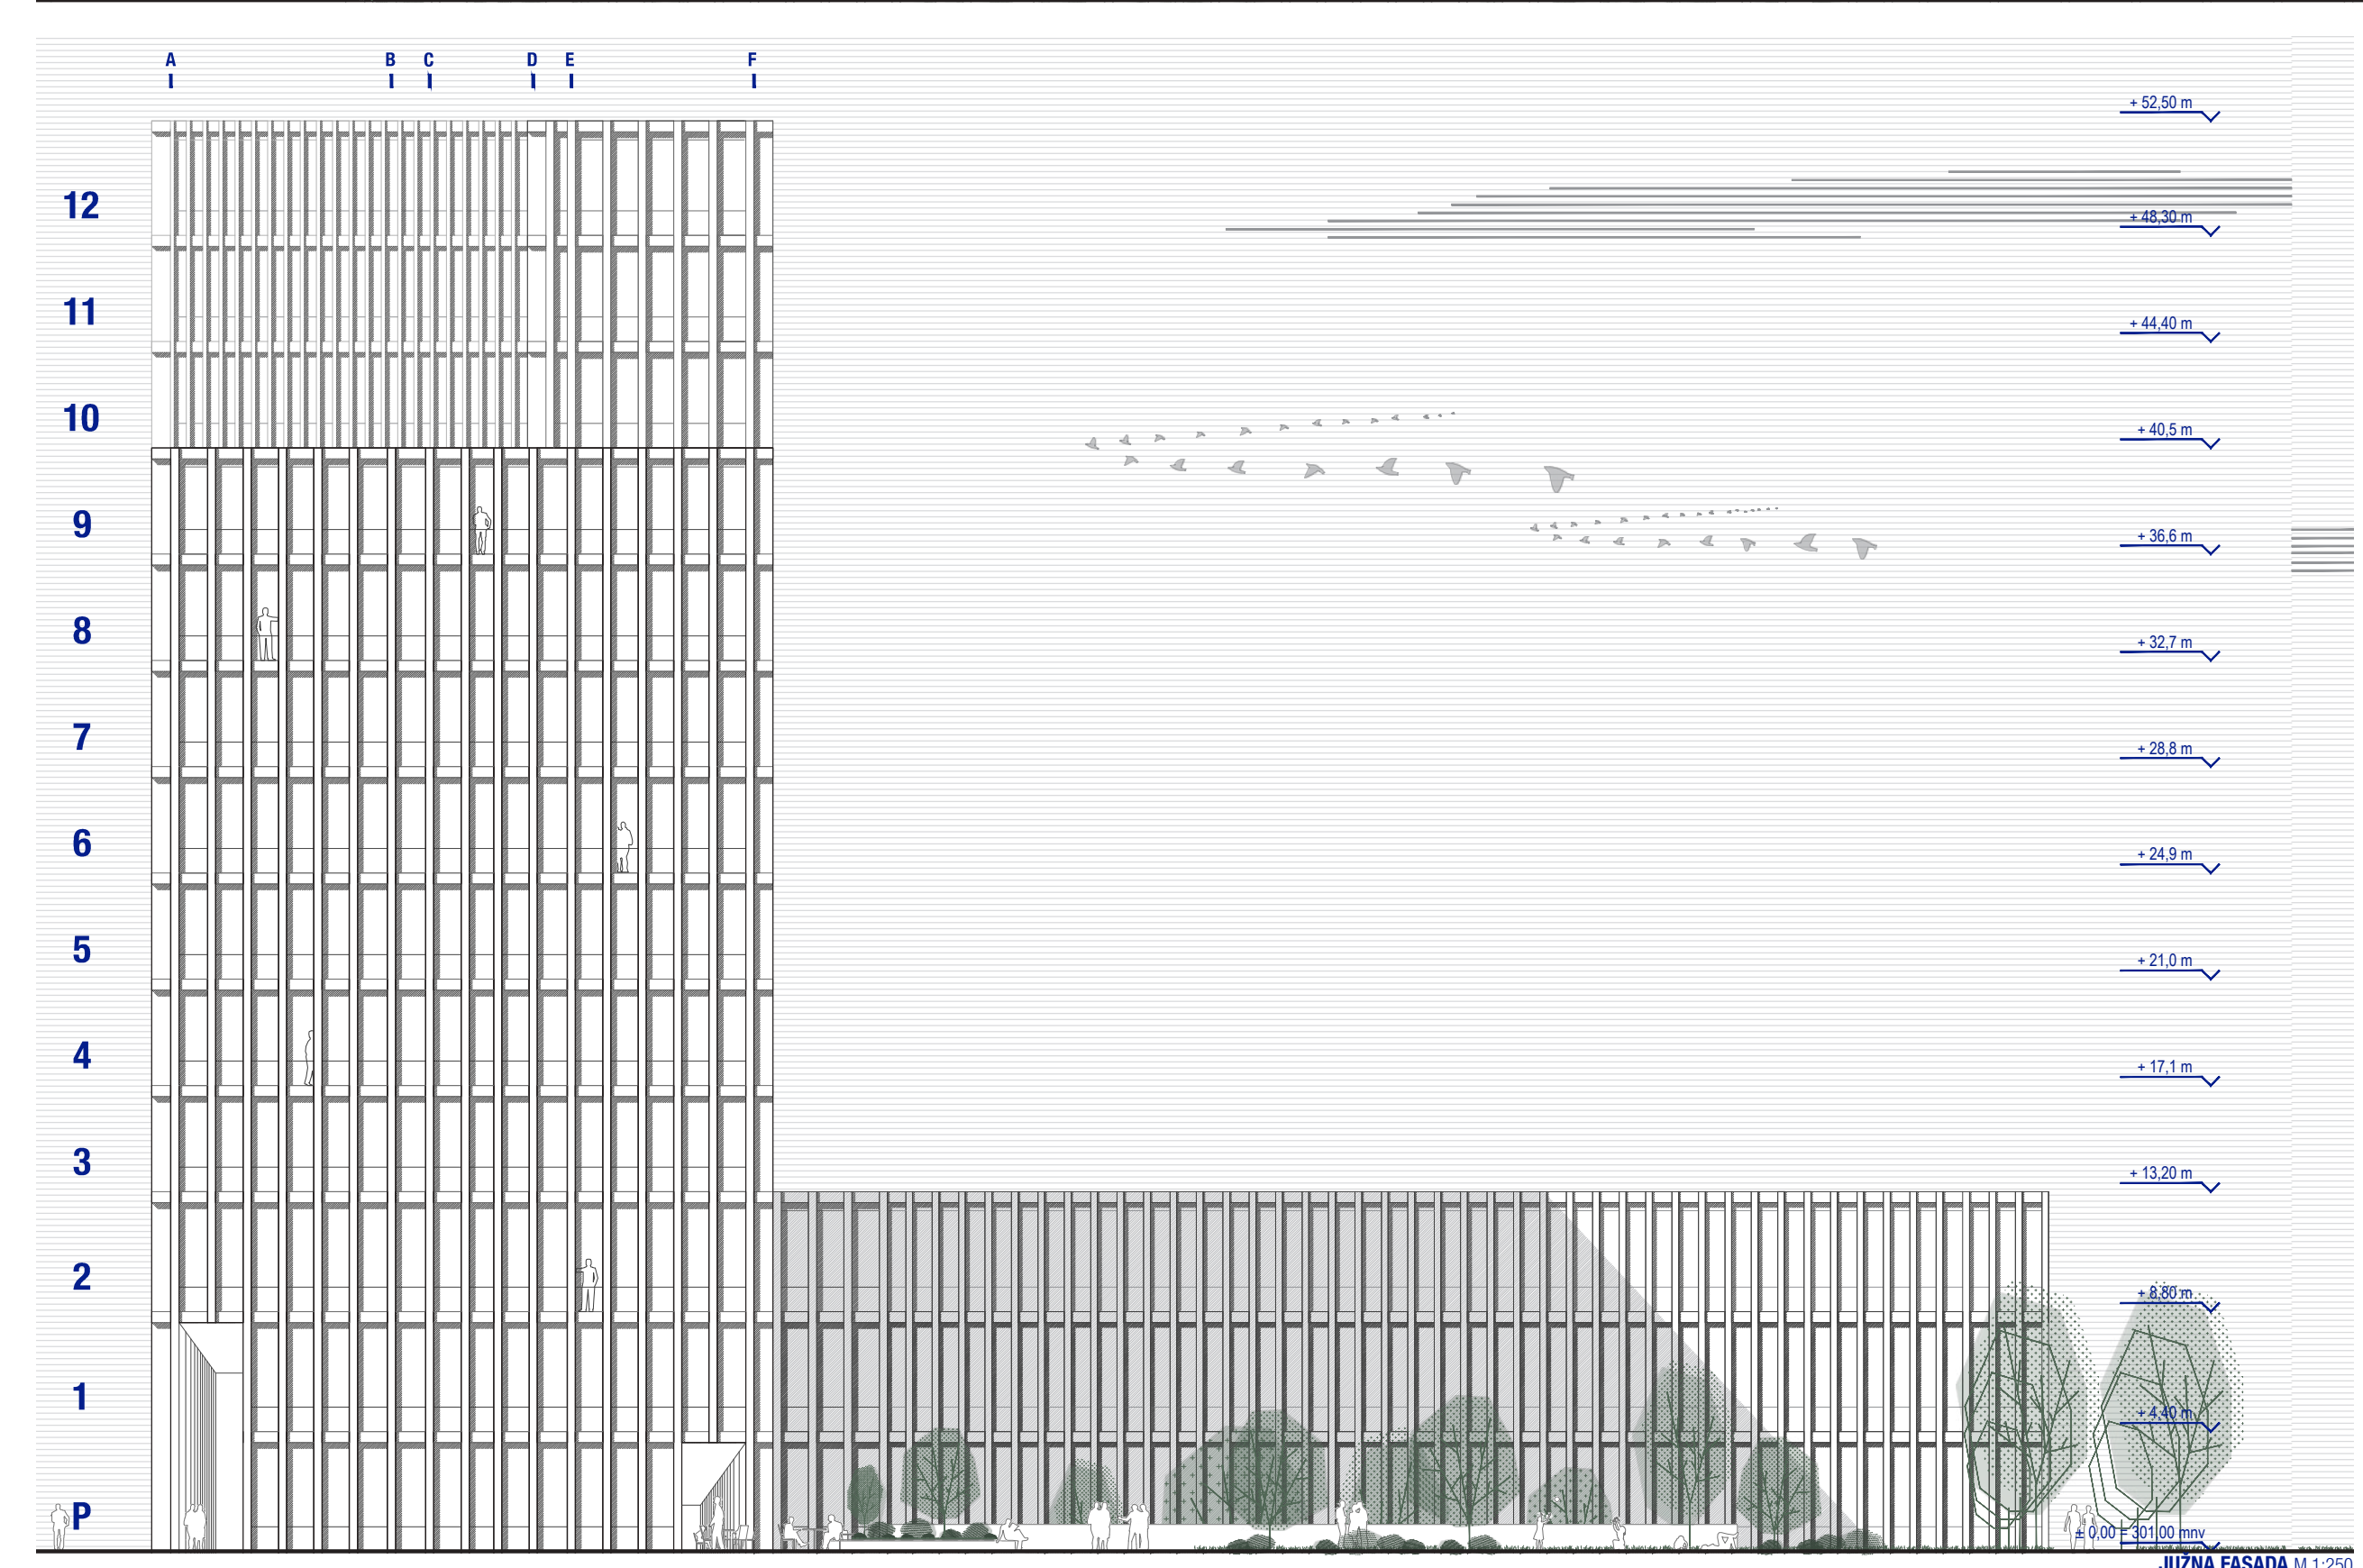 A B C D E F
+ 52,50 m
12
+ 48,30 m
11
+ 44,40 m
10
+ 40,5 m
9
+ 36,6 m
8
+ 32,7 m
7
+ 28,8 m
6
+ 24,9 m
5
+ 21,0 m
4
+ 17,1 m
3
+ 13,20 m
2
+ 8,80 m
1
+ 4,40 m
P
± 0,00 = 301,00 mnv
JUŽNA FASADA M 1:250